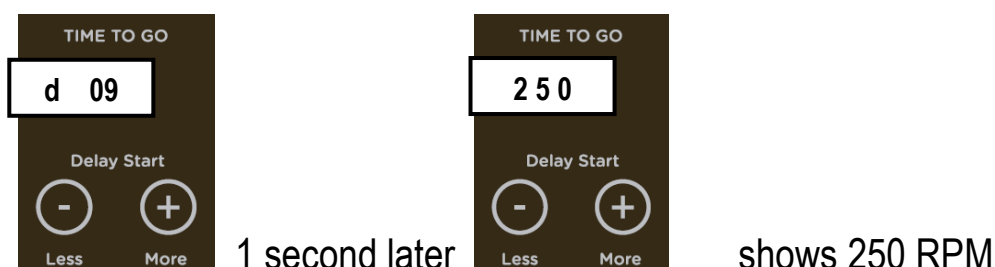 TIME TO GO
d 09
Delay Start
- +
Less More
1 second later
TIME TO GO
2 5 0
Delay Start
- +
Less More
shows 250 RPM